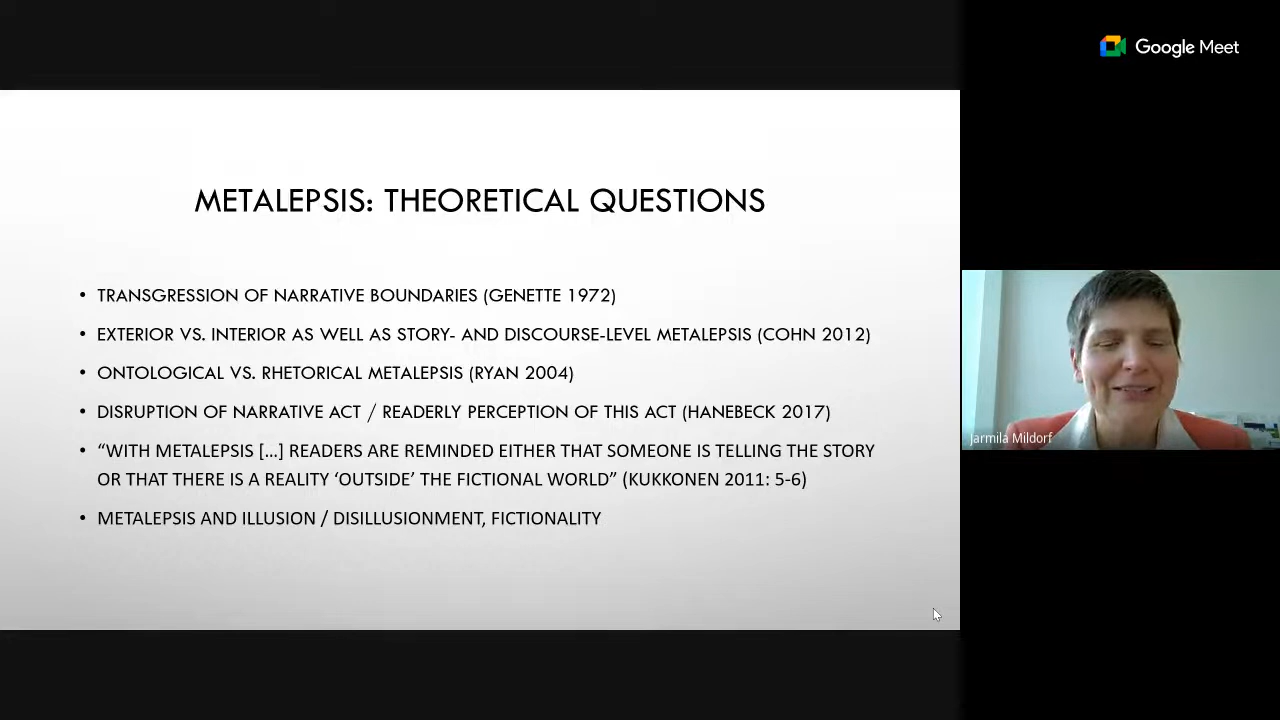 Google Meet
METALEPSIS: THEORETICAL QUESTIONS
• TRANSGRESSION OF NARRATIVE BOUNDARIES (GENETTE 1972)
• EXTERIOR VS. INTERIOR AS WELL AS STORY- AND DISCOURSE-LEVEL METALEPSIS (COHN 2012)
• ONTOLOGICAL VS. RHETORICAL METALEPSIS (RYAN 2004)
• DISRUPTION OF NARRATIVE ACT / READERLY PERCEPTION OF THIS ACT (HANEBECK 2017)
• “WITH METALEPSIS [...] READERS ARE REMINDED EITHER THAT SOMEONE IS TELLING THE STORY
OR THAT THERE IS A REALITY ‘OUTSIDE’ THE FICTIONAL WORLD” (KUKKONEN 2011: 5-6)
• METALEPSIS AND ILLUSION / DISILLUSIONMENT, FICTIONALITY
Jarmila Mildorf